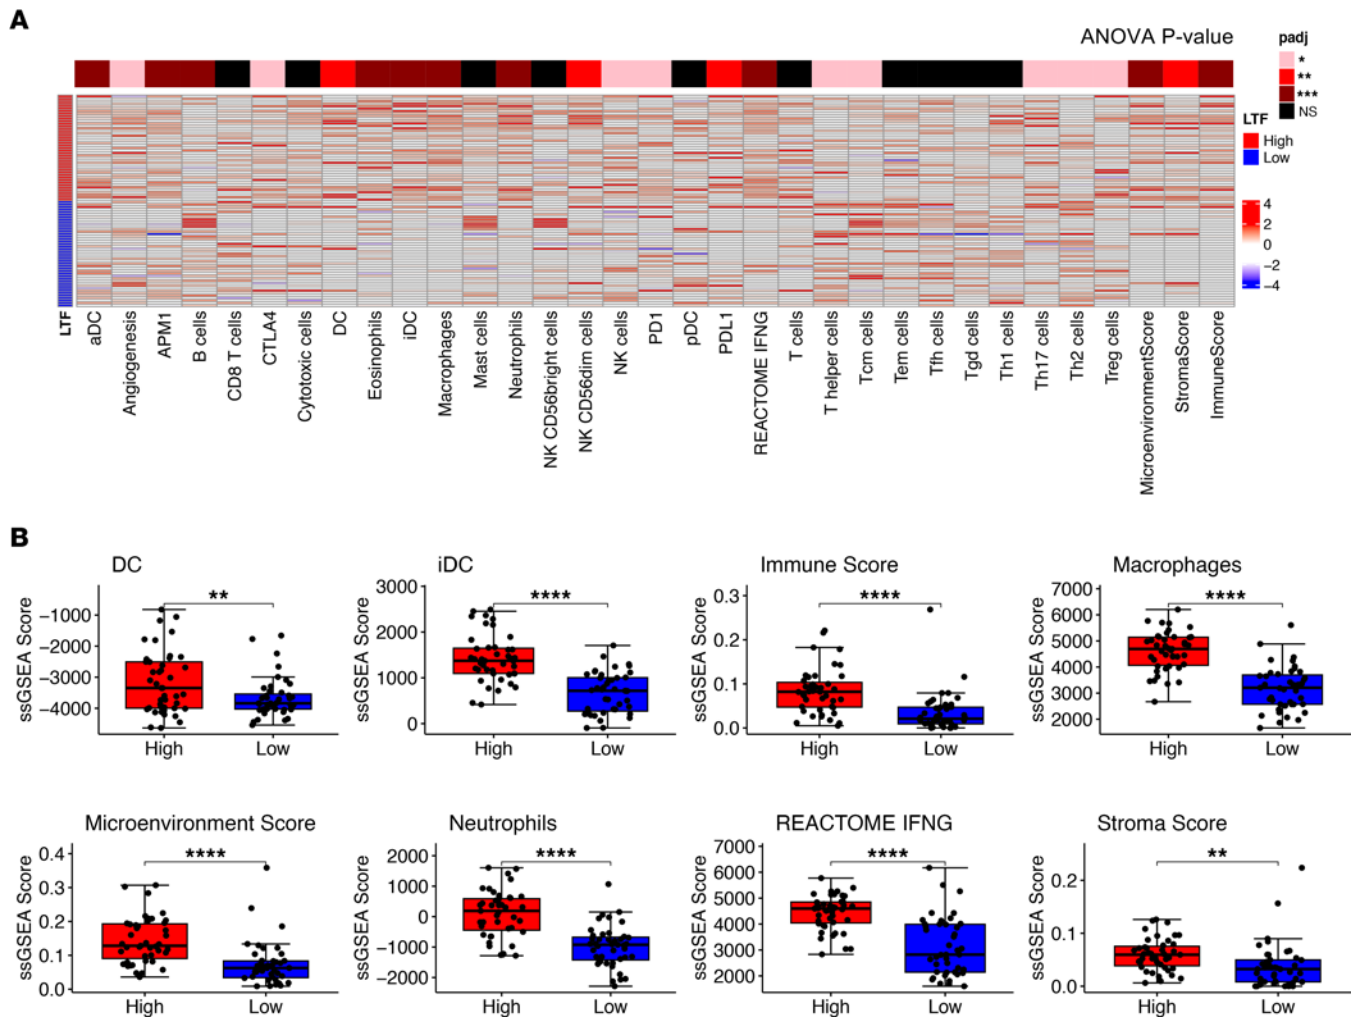 A
ANOVA P-value
padj
*
**
***
NS
LTF
High
Low
4
2
0
−2
−4
LTF
aDC
Angiogenesis
APM1
B cells
CD8 T cells
CTLA4
Cytotoxic cells
DC
Eosinophils
iDC
Macrophages
Mast cells
Neutrophils
NK CD56bright cells
NK CD56dim cells
NK cells
PD1
pDC
PDL1
REACTOME IFNG
T cells
T helper cells
Tcm cells
Tem cells
Tfh cells
Tgd cells
Th1 cells
Th17 cells
Th2 cells
Treg cells
MicroenvironmentScore
StromaScore
ImmuneScore
B
DC
**
ssGSEA Score
−1000
−2000
−3000
−4000
High Low
iDC
****
ssGSEA Score
3000
2000
1000
0
High Low
Immune Score
****
ssGSEA Score
0.3
0.2
0.1
0.0
High Low
Macrophages
****
ssGSEA Score
7000
6000
5000
4000
3000
2000
High Low
Microenvironment Score
****
ssGSEA Score
0.4
0.3
0.2
0.1
0.0
High Low
Neutrophils
****
ssGSEA Score
2000
1000
0
−1000
−2000
High Low
REACTOME IFNG
****
ssGSEA Score
7000
6000
5000
4000
3000
2000
High Low
Stroma Score
**
ssGSEA Score
0.2
0.1
0.0
High Low